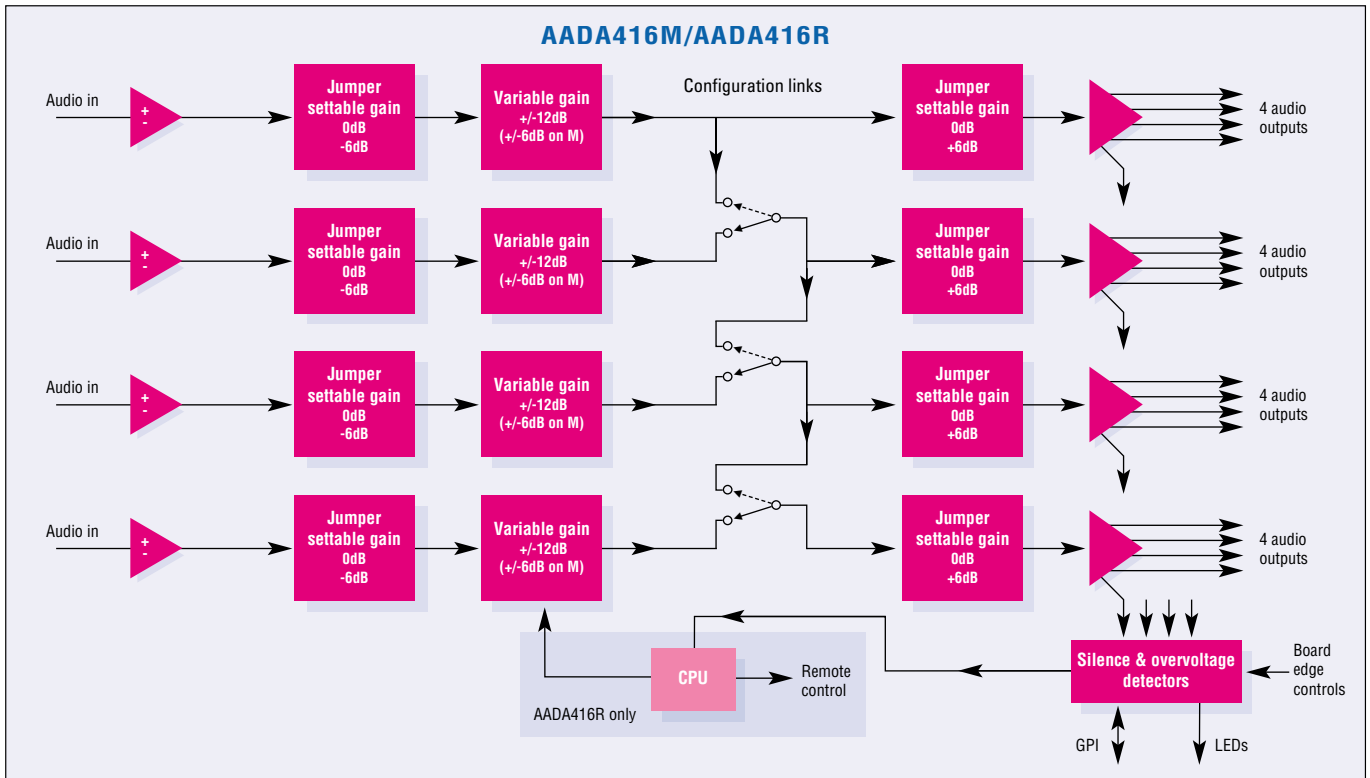 AADA416M/AADA416R
Audio in
+
-
Jumper
settable gain
0dB
-6dB
Variable gain
+/-12dB
(+/-6dB on M)
Configuration links
Jumper
settable gain
0dB
+6dB
4 audio
outputs
Audio in
+
-
Jumper
settable gain
0dB
-6dB
Variable gain
+/-12dB
(+/-6dB on M)
Jumper
settable gain
0dB
+6dB
4 audio
outputs
Audio in
+
-
Jumper
settable gain
0dB
-6dB
Variable gain
+/-12dB
(+/-6dB on M)
Jumper
settable gain
0dB
+6dB
4 audio
outputs
Audio in
+
-
Jumper
settable gain
0dB
-6dB
Variable gain
+/-12dB
(+/-6dB on M)
Jumper
settable gain
0dB
+6dB
4 audio
outputs
CPU
Remote
control
AADA416R only
Silence & overvoltage
detectors
Board
edge
controls
GPI
LEDs